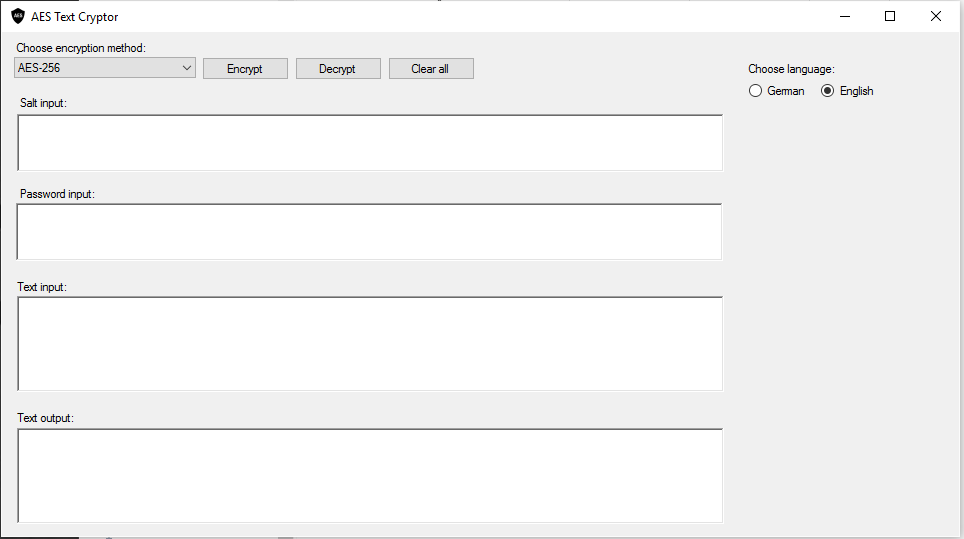 AES AES Text Cryptor
Choose encryption method:
AES-256 Encrypt Decrypt Clear all
Choose language:
German English
Salt input:
Password input:
Text input:
Text output: